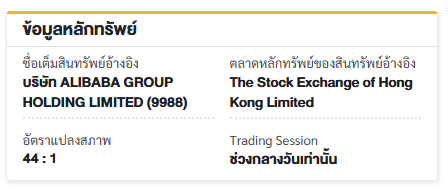 ข้อมูลหลักทรัพย์
ชื่อเต็มสินทรัพย์อ้างอิง
บริษัท ALIBABA GROUP
HOLDING LIMITED (9988)
ตลาดหลักทรัพย์ของสินทรัพย์อ้างอิง
The Stock Exchange of Hong
Kong Limited
อัตราแปลงสภาพ
44 : 1
Trading Session
ช่วงกลางวันเท่านั้น